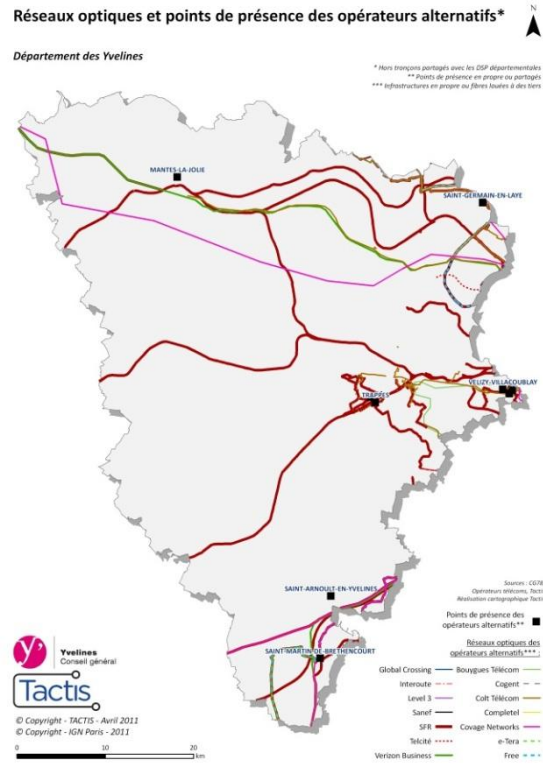 Réseaux optiques et points de présence des opérateurs alternatifs*
N
Département des Yvelines
* Hors tronçons partagés avec les DSP départementales
** Points de présence en propre ou partagés
*** Infrastructures en propre ou fibres louées à des tiers
MANTES-LA-JOLIE
SAINT-GERMAIN-EN-LAYE
VELIZY-VILLACOUBLAY
TRAPPES
SAINT-ARNOULT-EN-YVELINES
SAINT-MARTIN-DE-BRETHENCOURT
Sources : CG78
Opérateurs télécoms, Tacti
Réalisation cartographique Tacti
Points de présence des
opérateurs alternatifs**
Réseaux optiques des
opérateurs alternatifs*** :
Global Crossing Bouygues Télécom
Interoute Cogent
Level 3 Colt Télécom
Sanef Completel
SFR Covage Networks
Telcité e-Tera
Verizon Business Free
y'
Yvelines
Conseil général
Tactis
© Copyright - TACTIS - Avril 2011
© Copyright - IGN Paris - 2011
0 10 20
km